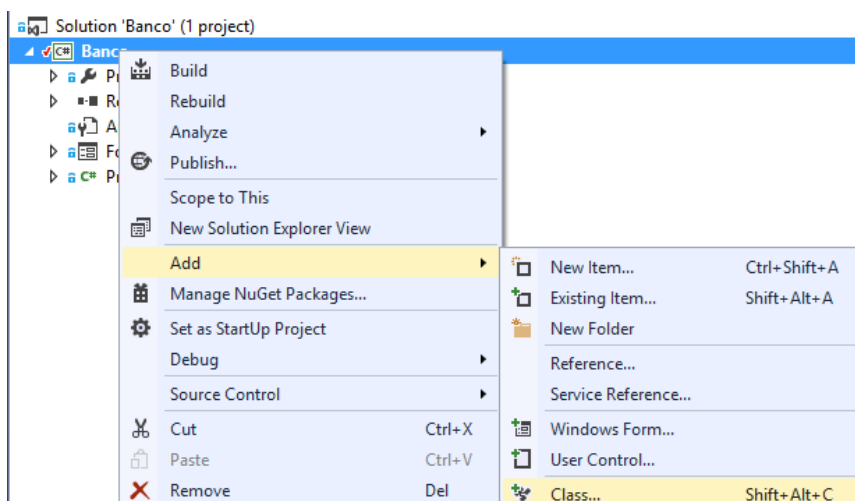 Solution 'Banco' (1 project)
C# Banco
Build
Rebuild
Analyze
Publish...
Scope to This
New Solution Explorer View
Add
Manage NuGet Packages...
Set as StartUp Project
Debug
Source Control
Cut Ctrl+X
Paste Ctrl+V
Remove Del
New Item... Ctrl+Shift+A
Existing Item... Shift+Alt+A
New Folder
Reference...
Service Reference...
Windows Form...
User Control...
Class... Shift+Alt+C